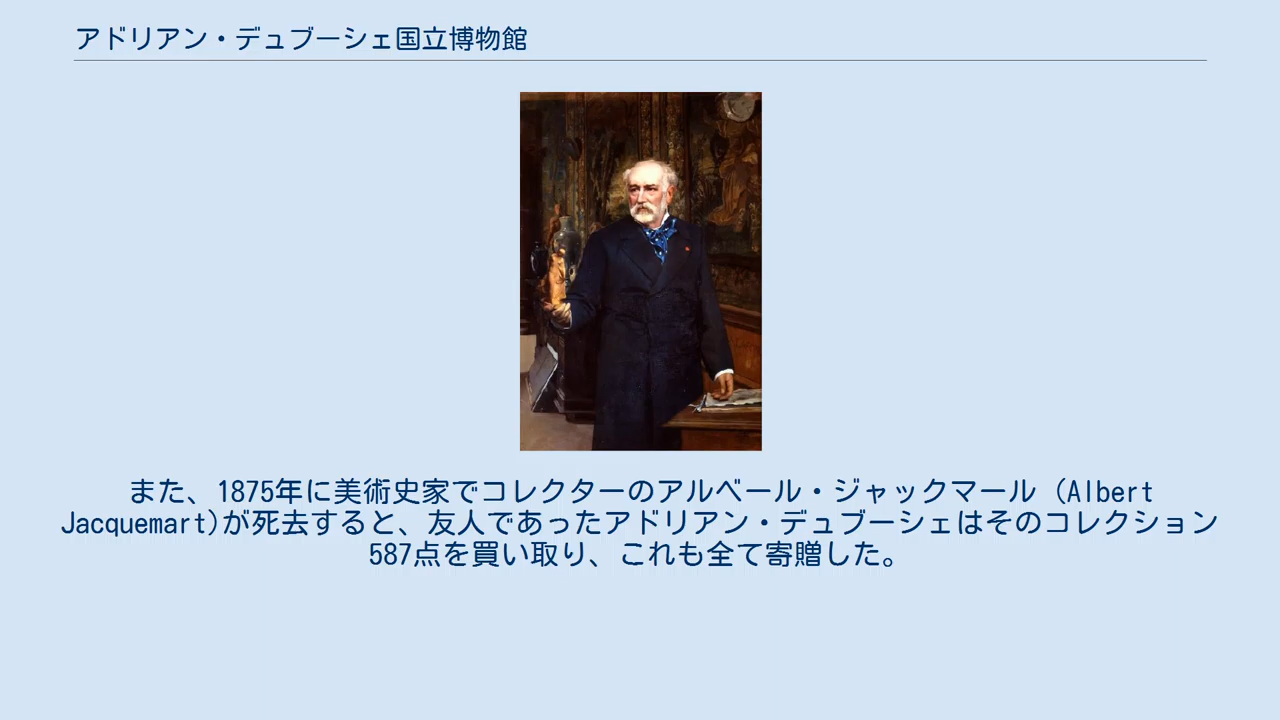 アドリアン・デュブーシェ国立博物館
また、1875年に美術史家でコレクターのアルベール・ジャックマール (Albert
Jacquemart)が死去すると、友人であったアドリアン・デュブーシェはそのコレクション
587点を買い取り、これも全て寄贈した。